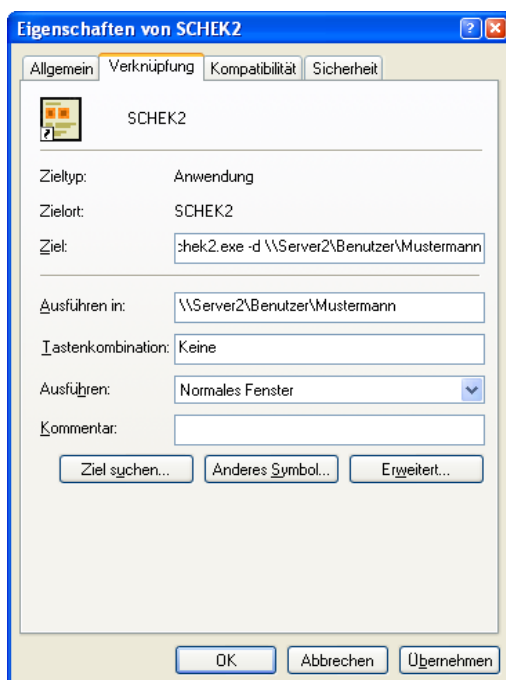 Eigenschaften von SCHEK2
Allgemein Verknüpfung Kompatibilität Sicherheit
SCHEK2
Zieltyp: Anwendung
Zielort: SCHEK2
Ziel: :hek2.exe -d \\Server2\Benutzer\Mustermann
Ausführen in: \\Server2\Benutzer\Mustermann
Tastenkombination: Keine
Ausführen: Normales Fenster
Kommentar:
Ziel suchen... Anderes Symbol... Erweitert...
OK Abbrechen Übernehmen